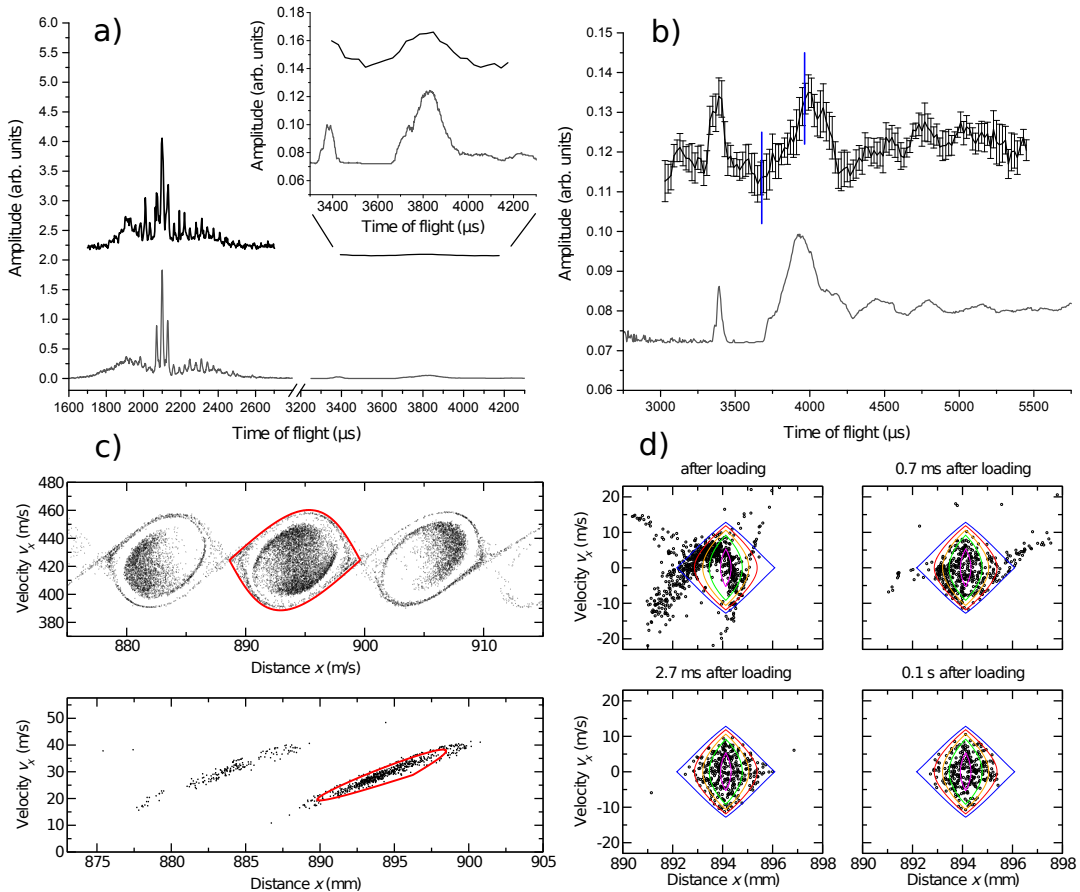 a)
Amplitude (arb. units)
6.0
5.5
5.0
4.5
4.0
3.5
3.0
2.5
2.0
1.5
1.0
0.5
0.0
1600 1800 2000 2200 2400 2600 2800 3200 3400 3600 3800 4000 4200
Time of flight (µs)
Amplitude (arb. units)
0.18
0.16
0.14
0.12
0.10
0.08
0.06
3400 3600 3800 4000 4200
Time of flight (µs)
b)
Amplitude (arb. units)
0.15
0.14
0.13
0.12
0.11
0.10
0.09
0.08
0.07
0.06
3000 3500 4000 4500 5000 5500
Time of flight (µs)
c)
Velocity vx (m/s)
480
460
440
420
400
380
880 890 900 910
Distance x (m/s)
Velocity vx (m/s)
50
40
30
20
10
0
875 880 885 890 895 900 905
Distance x (mm)
d)
after loading
0.7 ms after loading
Velocity vx (m/s)
20
10
0
-10
-20
2.7 ms after loading
0.1 s after loading
Velocity vx (m/s)
20
10
0
-10
-20
890 892 894 896 898
862 892 894 896 898
Distance x (mm)
Distance x (mm)